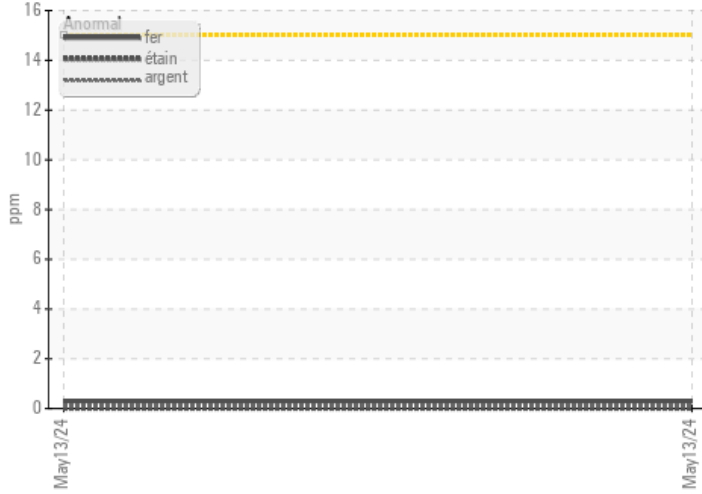 16
Anormal
fer
étain
argent
14
12
10
8
6
4
2
0
ppm
May13/24
May13/24